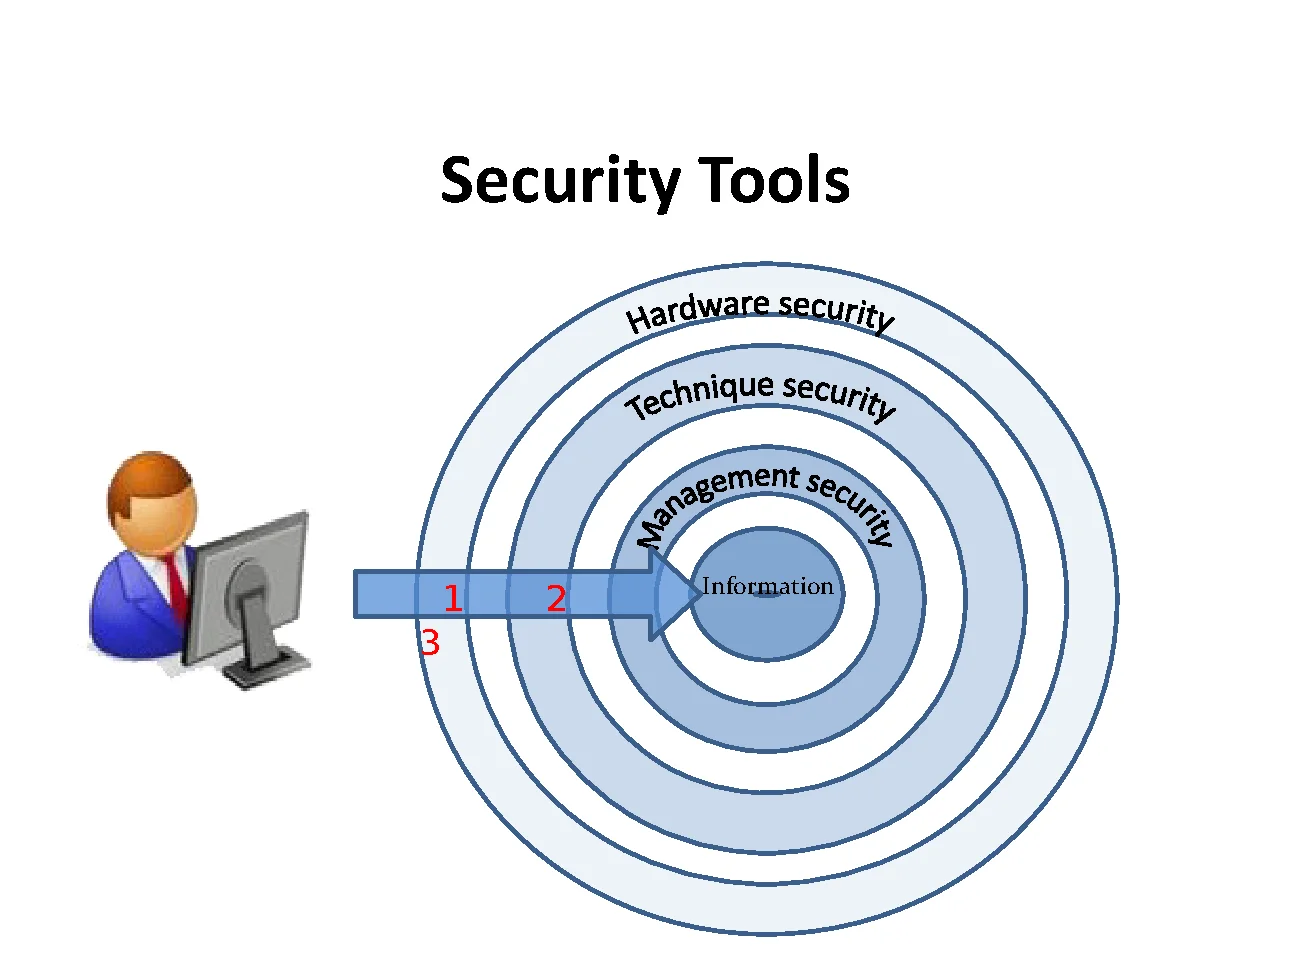 Security Tools
Hardware security
Technique security
Management security
Information
1 2
3